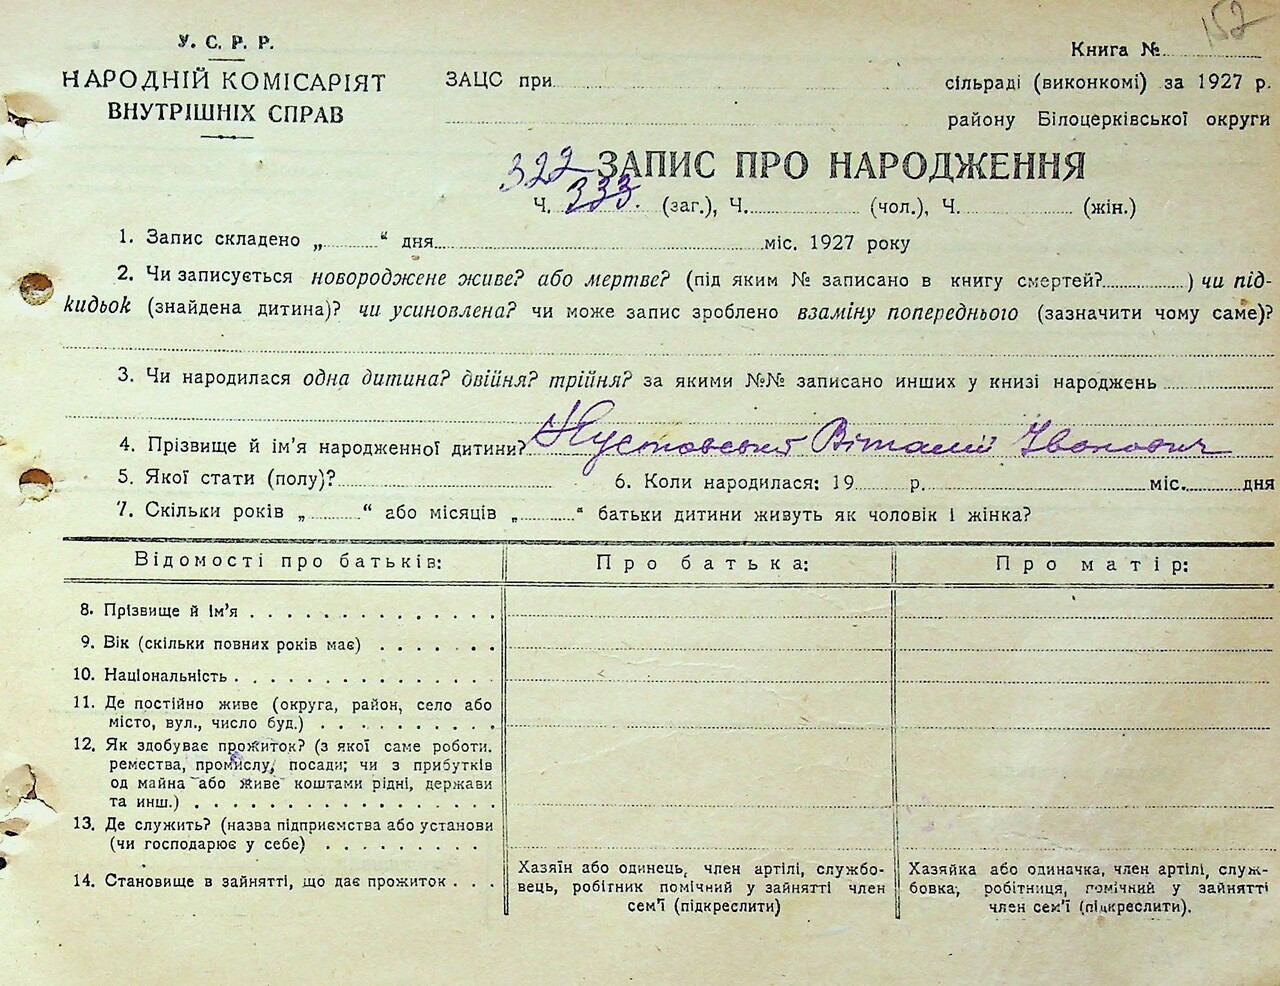 152
У. С. Р. Р.
НАРОДНІЙ КОМІСАРІЯТ
ВНУТРІШНІХ СПРАВ
Книга №
ЗАЦС при сільраді (виконкомі) за 1927 р.
району Білоцерківської округи
322 ЗАПИС ПРО НАРОДЖЕННЯ
Ч. 333. (заг.), Ч. (чол.), Ч. (жін.)
1. Запис складено „ “ дня міс. 1927 року
2. Чи записується новороджене живе? або мертве? (під яким № записано в книгу смертей? ) чи під-
кидьок (знайдена дитина)? чи усиновлена? чи може запис зроблено взаміну попереднього (зазначити чому саме)?
3. Чи народилася одна дитина? двійня? трійня? за якими №№ записано инших у книзі народжень
4. Прізвище й ім’я народженної дитини? Віталий Іванович
5. Якої стати (полу)? 6. Коли народилася: 19 р. міс. дня
7. Скільки років „ “ або місяців „ “ батьки дитини живуть як чоловік і жінка?
Відомості про батьків: Про батька: Про матір:
8. Прізвище й ім’я
9. Вік (скільки повних років має)
10. Національність
11. Де постійно живе (округа, район, село або
місто, вул., число буд.)
12. Як здобуває прожиток? (з якої саме роботи,
ремества, промислу, посади; чи з прибутків
од майна або живе коштами рідні, держави
та инш.)
13. Де служить? (назва підприємства або установи
(чи господарює у себе)
14. Становище в зайнятті, що дає прожиток
Хазяїн або одинець, член артілі, службо-
вець, робітник помічний у зайнятті член
сем’ї (підкреслити)
Хазяйка або одиначка, член артілі, служ-
бовка, робітниця, помічний у зайнятті
член сем’ї (підкреслити).